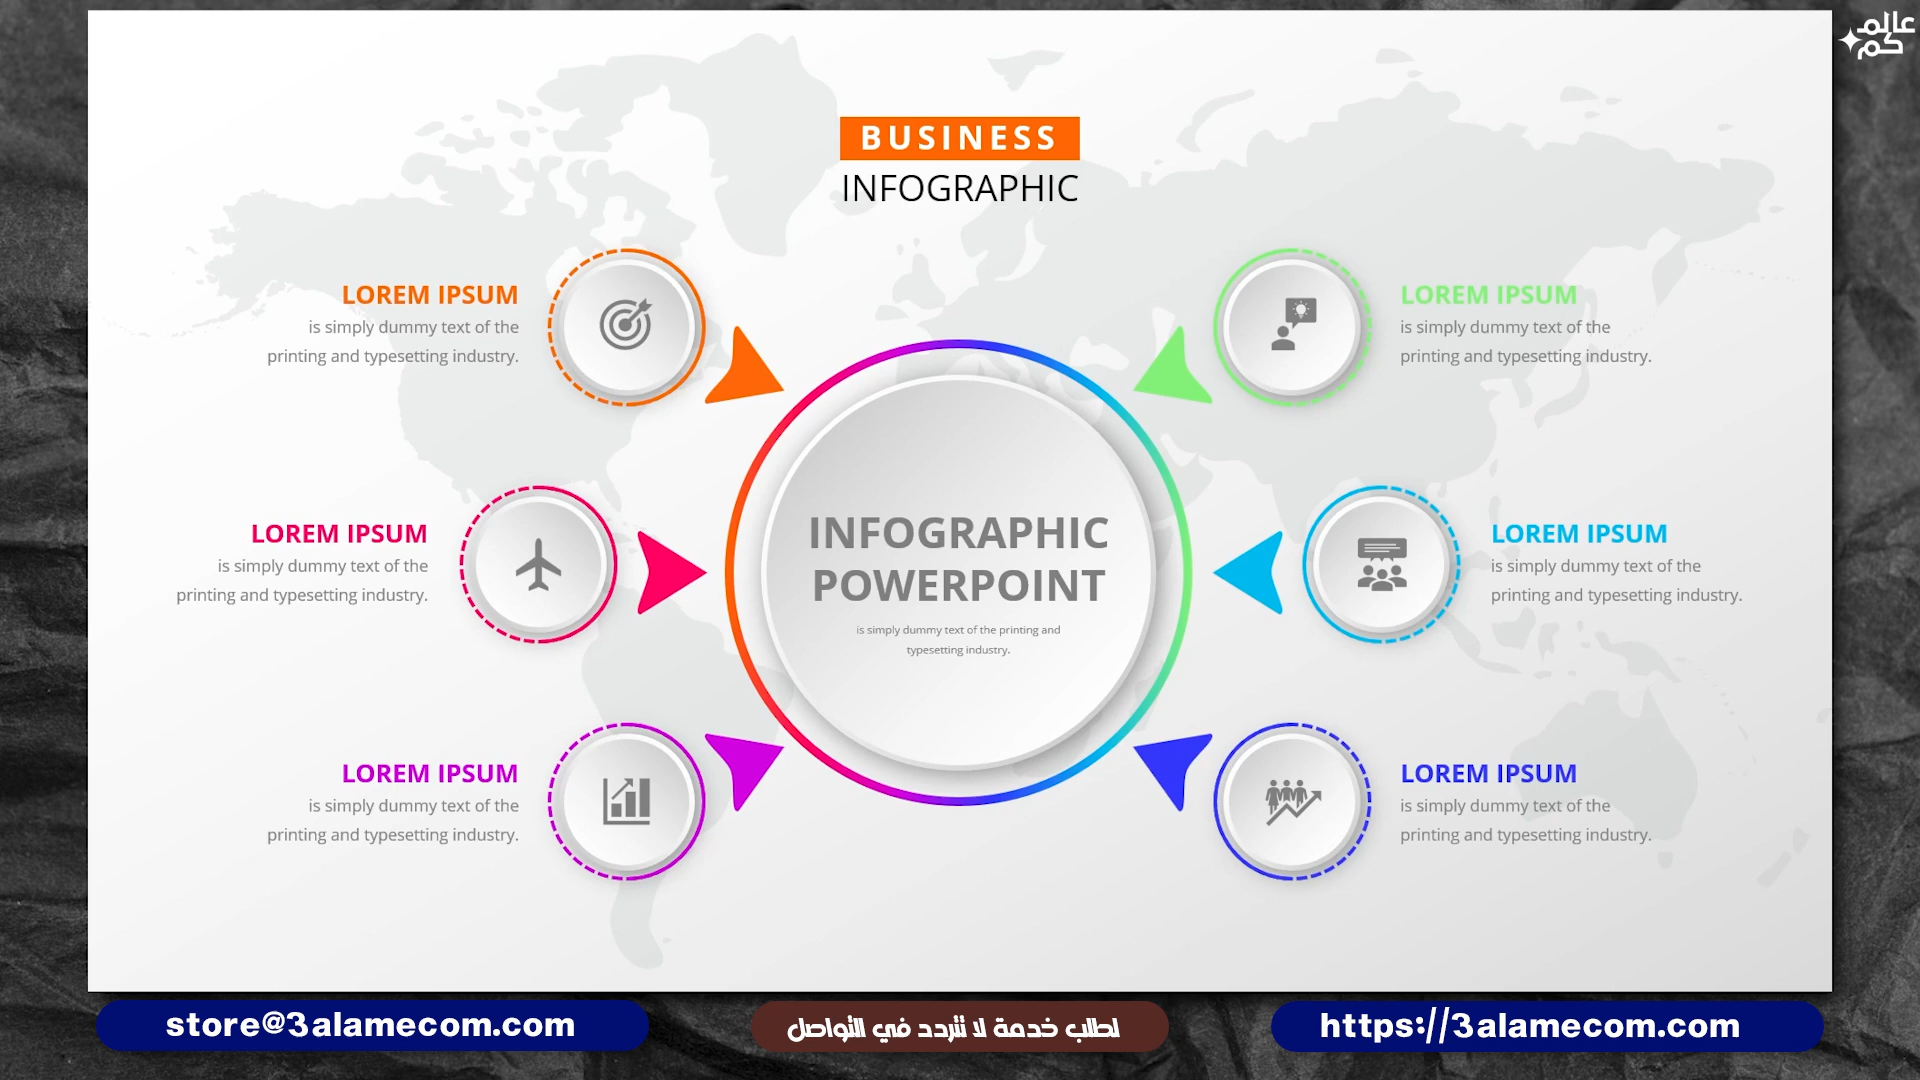 عالم
كم
BUSINESS
INFOGRAPHIC
LOREM IPSUM
is simply dummy text of the
printing and typesetting industry.
LOREM IPSUM
is simply dummy text of the
printing and typesetting industry.
LOREM IPSUM
is simply dummy text of the
printing and typesetting industry.
INFOGRAPHIC
POWERPOINT
is simply dummy text of the printing and
typesetting industry.
LOREM IPSUM
is simply dummy text of the
printing and typesetting industry.
LOREM IPSUM
is simply dummy text of the
printing and typesetting industry.
LOREM IPSUM
is simply dummy text of the
printing and typesetting industry.
store@3alamecom.com
لطلب خدمة لا تتردد في التواصل
https://3alamecom.com